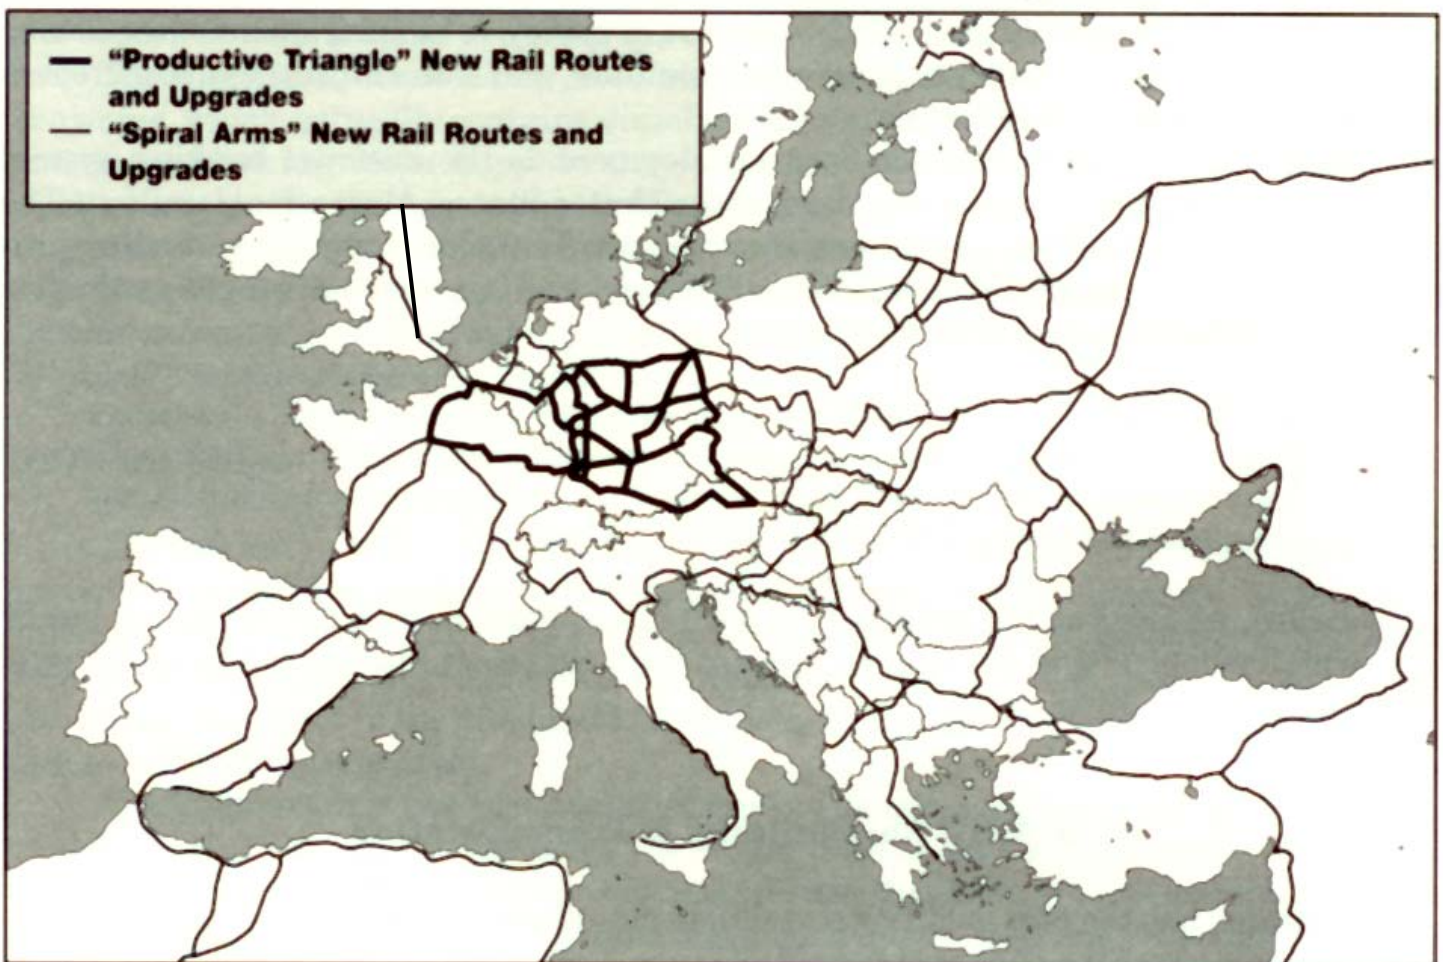 “Productive Triangle” New Rail Routes
and Upgrades
“Spiral Arms” New Rail Routes and
Upgrades